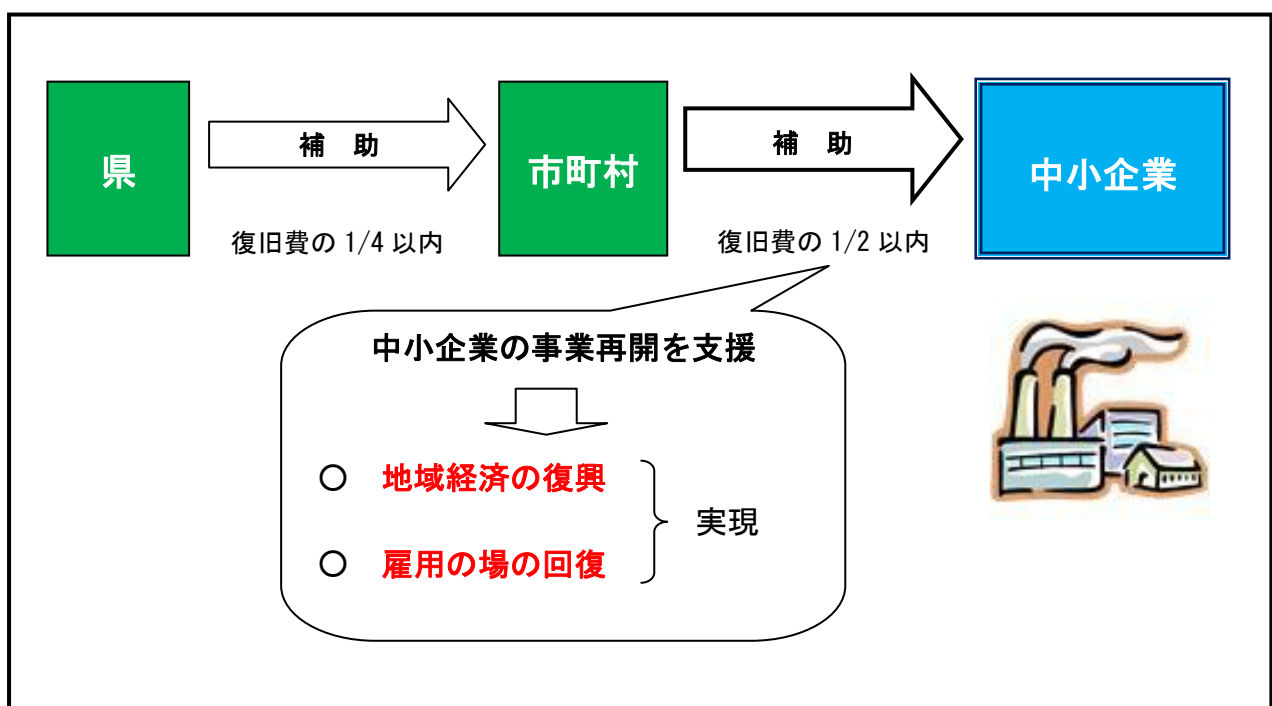 県
補 助
市町村
補 助
中小企業
復旧費の 1/4 以内
復旧費の 1/2 以内
中小企業の事業再開を支援
○ 地域経済の復興
実現
○ 雇用の場の回復